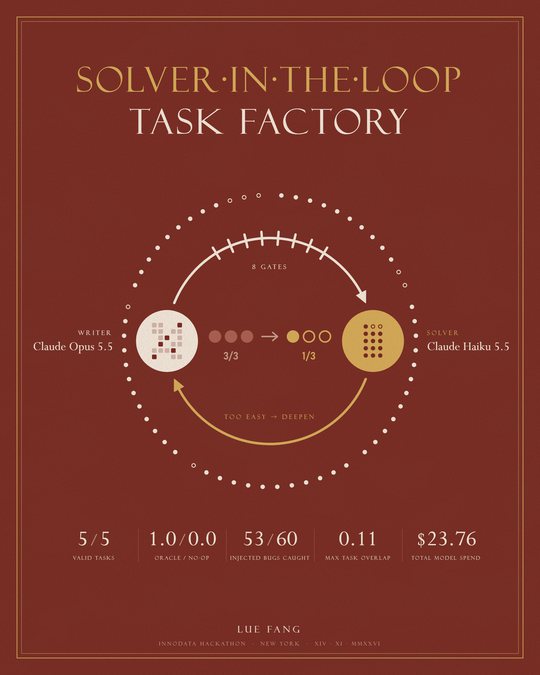 SOLVER·IN·THE·LOOP
TASK FACTORY
8 GATES
WRITER
Claude Opus 5.5
3/3
→
1/3
SOLVER
Claude Haiku 5.5
TOO EASY → DEEPEN
5/5
VALID TASKS
1.0/0.0
ORACLE / NO-OP
53/60
INJECTED BUGS CAUGHT
0.11
MAX TASK OVERLAP
$23.76
TOTAL MODEL SPEND
LUE FANG
INNODATA HACKATHON · NEW YORK · XIV · XI · MMXXVI